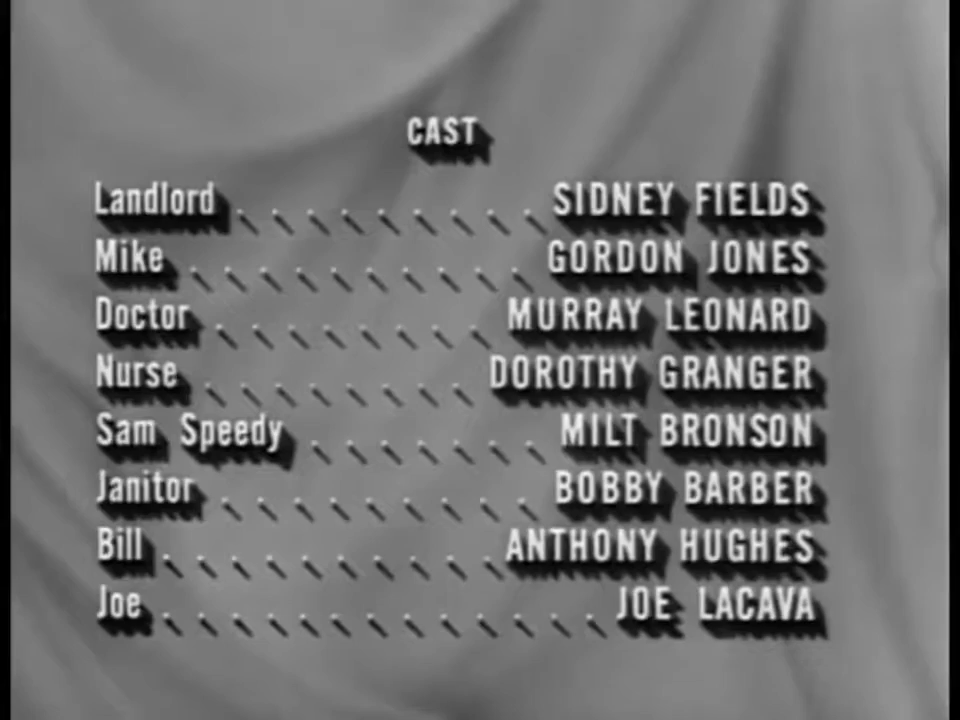 CAST
Landlord . . . . . . . . . SIDNEY FIELDS
Mike . . . . . . . . . . GORDON JONES
Doctor . . . . . . . . MURRAY LEONARD
Nurse . . . . . . . . DOROTHY GRANGER
Sam Speedy . . . . . . . MILT BRONSON
Janitor . . . . . . . . . BOBBY BARBER
Bill . . . . . . . . . . ANTHONY HUGHES
Joe . . . . . . . . . . . . . JOE LACAVA